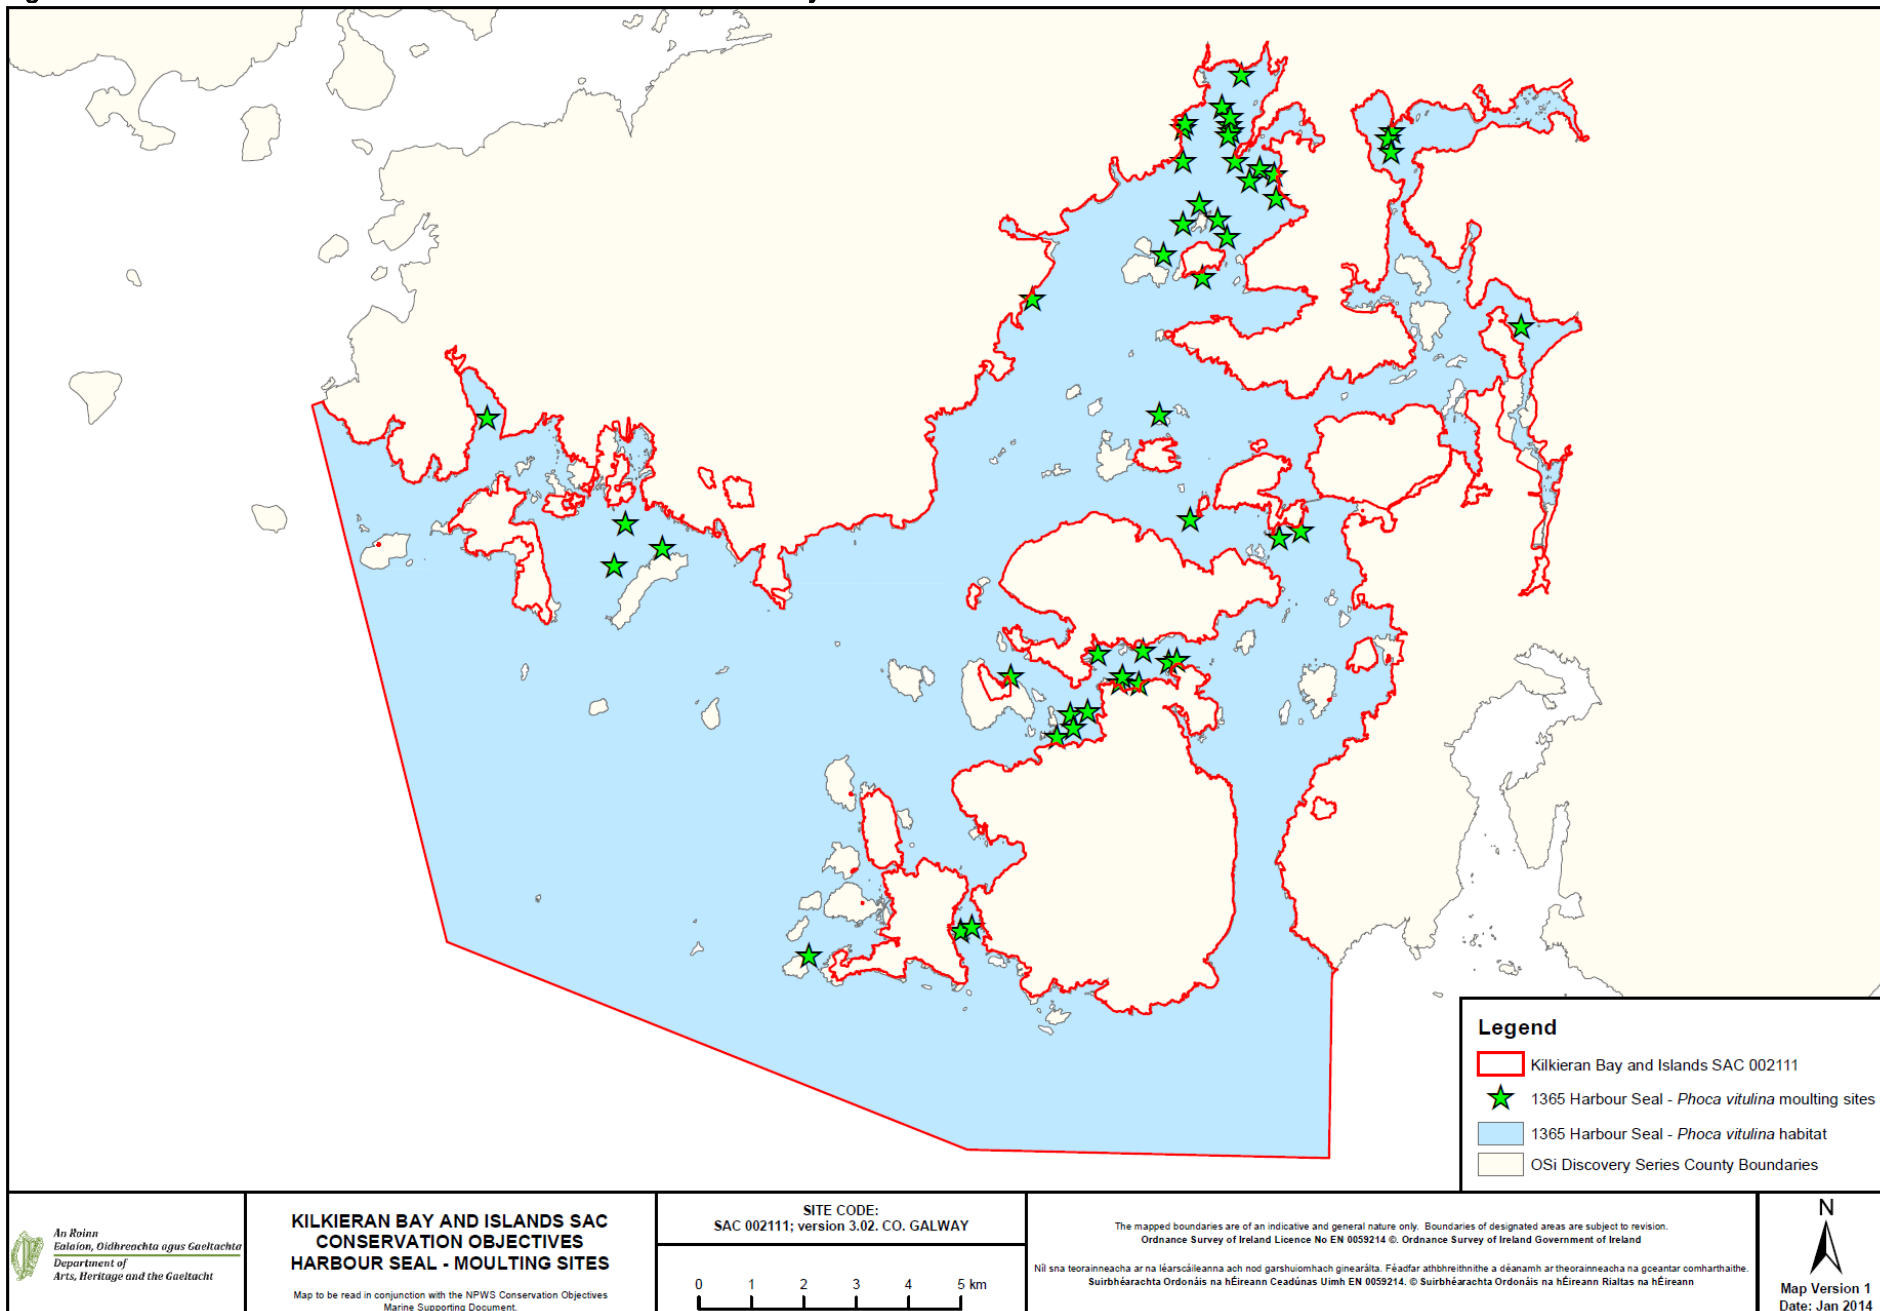 Legend
Kilkieran Bay and Islands SAC 002111
1365 Harbour Seal - Phoca vitulina moulting sites
1365 Harbour Seal - Phoca vitulina habitat
OSi Discovery Series County Boundaries
An Roinn
Ealaíon, Oidhreachta agus Gaeltachta
Department of
Arts, Heritage and the Gaeltacht
KILKIERAN BAY AND ISLANDS SAC
CONSERVATION OBJECTIVES
HARBOUR SEAL - MOULTING SITES
Map to be read in conjunction with the NPWS Conservation Objectives
Marine Supporting Document.
SITE CODE:
SAC 002111; version 3.02. CO. GALWAY
0 1 2 3 4 5 km
The mapped boundaries are of an indicative and general nature only. Boundaries of designated areas are subject to revision.
Ordnance Survey of Ireland Licence No EN 0059214 ©. Ordnance Survey of Ireland Government of Ireland
Níl sna teorainneacha ar na léarscáileanna ach nod garshuiomhach ginearálta. Féadfar athbhreithnithe a déanamh ar theorainneacha na gceantar comharthaithe.
Suirbhéarachta Ordonáis na hÉireann Ceadúnas Uimh EN 0059214. © Suirbhéarachta Ordonáis na hÉireann Rialtas na hÉireann
N
Map Version 1
Date: Jan 2014